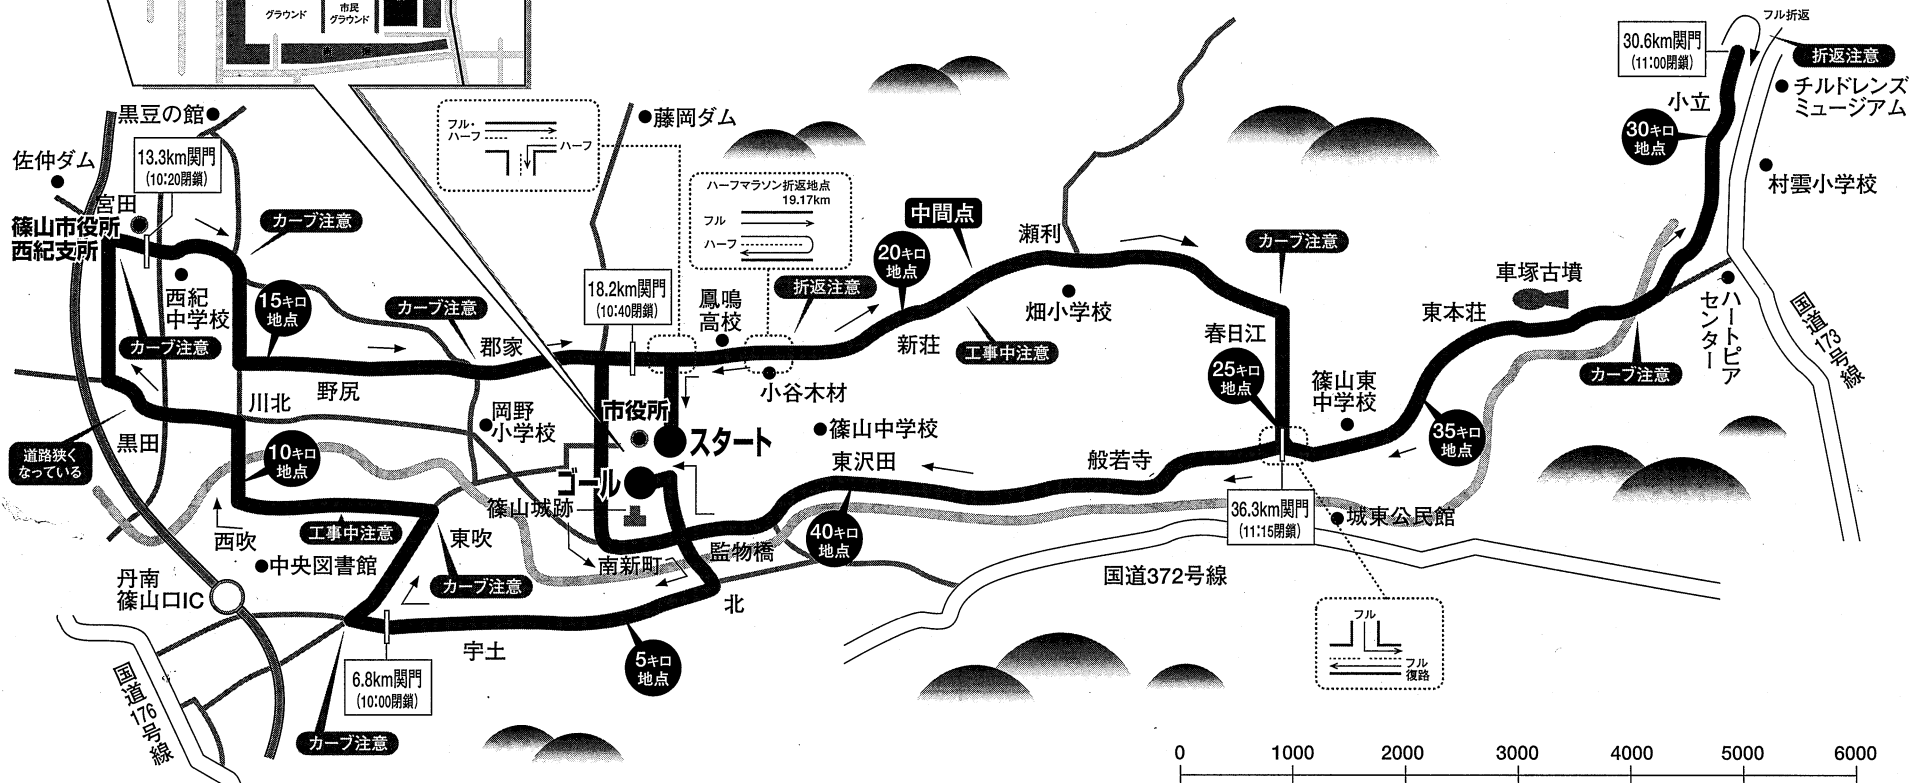 グラウンド
市民
グラウンド
フル折返
30.6km関門
(11:00閉鎖)
折返注意
チルドレンズ
ミュージアム
小立
30キロ
地点
村雲小学校
黒豆の館
藤岡ダム
フル・
ハーフ
ハーフ
佐仲ダム
13.3km関門
(10:20閉鎖)
宮田
篠山市役所
西紀支所
カーブ注意
ハーフマラソン折返地点
19.17km
フル
ハーフ
中間点
瀬利
カーブ注意
20キロ
地点
西紀
中学校
15キロ
地点
カーブ注意
18.2km関門
(10:40閉鎖)
鳳鳴
高校
折返注意
畑小学校
車塚古墳
東本荘
ハートピア
センター
国道173号線
カーブ注意
郡家
新荘
工事中注意
春日江
25キロ
地点
篠山東
中学校
カーブ注意
野尻
小谷木材
川北
岡野
小学校
市役所
スタート
篠山中学校
35キロ
地点
黒田
道路狭く
なっている
10キロ
地点
ゴール
東沢田
般若寺
篠山城跡
36.3km関門
(11:15閉鎖)
城東公民館
工事中注意
西吹
東吹
40キロ
地点
監物橋
南新町
中央図書館
丹南
篠山口IC
カーブ注意
国道372号線
北
フル
フル
復路
宇土
5キロ
地点
6.8km関門
(10:00閉鎖)
国道176号線
カーブ注意
0 1000 2000 3000 4000 5000 6000